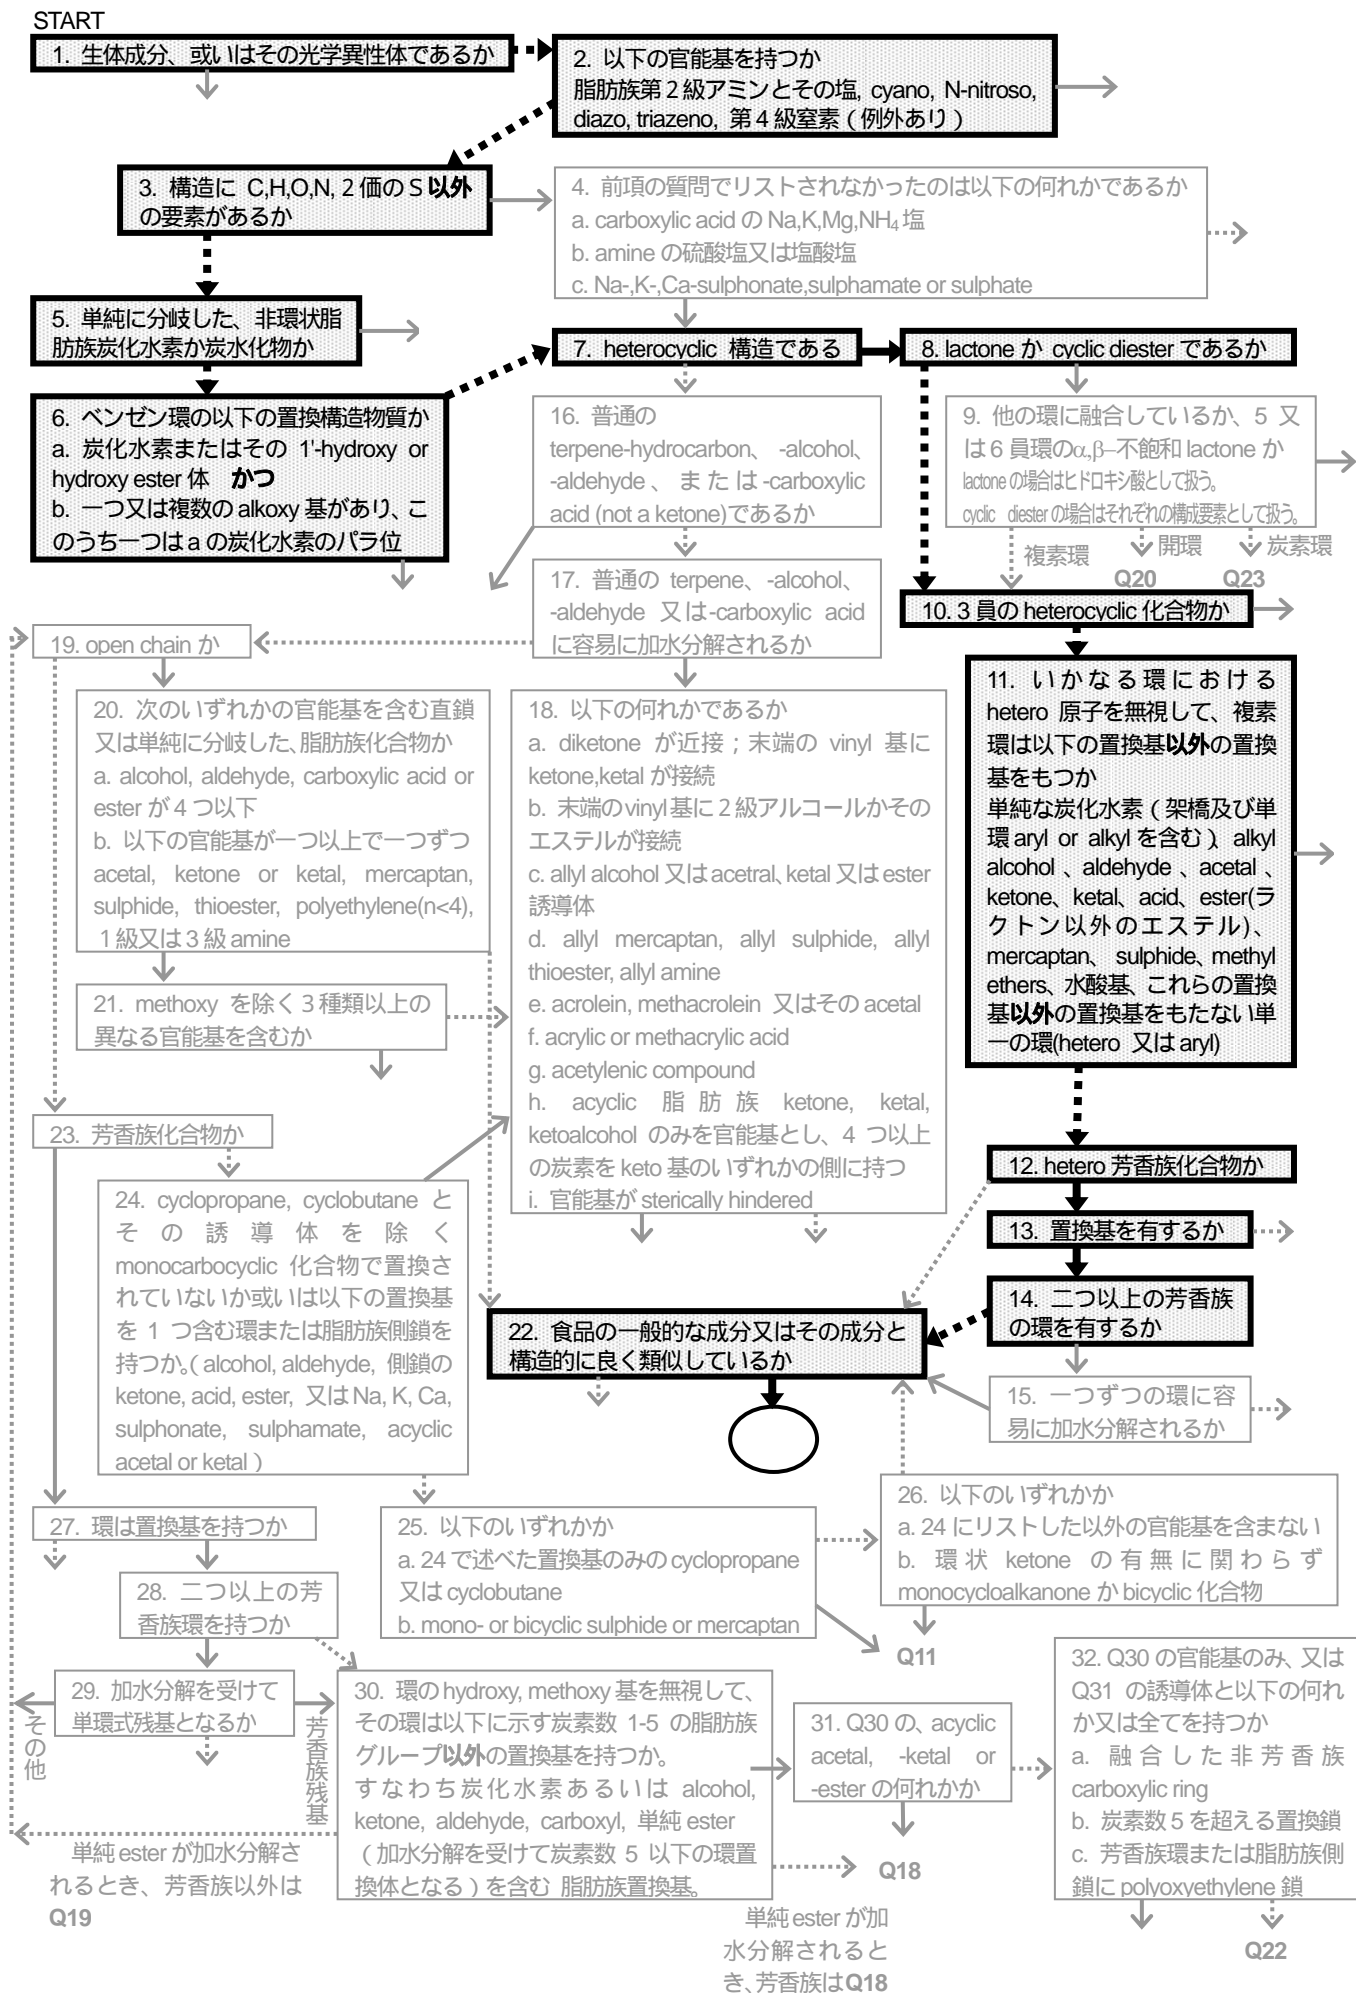 START
1. 生体成分、或いはその光学異性体であるか
2. 以下の官能基を持つか
脂肪族第2級アミンとその塩, cyano, N-nitroso,
diazo, triazeno, 第4級窒素（例外あり）
3. 構造に C,H,O,N, 2価のS以外
の要素があるか
4. 前項の質問でリストされなかったのは以下の何れかであるか
a. carboxylic acid の Na,K,Mg,NH4 塩
b. amine の硫酸塩又は塩酸塩
c. Na-,K-,Ca-sulphonate,sulphamate or sulphate
5. 単純に分岐した、非環状脂
肪族炭化水素か炭水化物か
7. heterocyclic 構造である
8. lactone か cyclic diester であるか
6. ベンゼン環の以下の置換構造物質か
a. 炭化水素またはその 1'-hydroxy or
hydroxy ester 体 かつ
b. 一つ又は複数の alkoxy 基があり、こ
のうち一つは a の炭化水素のパラ位
16. 普通の
terpene-hydrocarbon、 -alcohol、
-aldehyde 、または -carboxylic
acid (not a ketone)であるか
9. 他の環に融合しているか、5 又
は 6 員環のα,β−不飽和 lactone か
lactoneの場合はヒドロキシ酸として扱う。
cyclic diesterの場合はそれぞれの構成要素として扱う。
複素環
開環
炭素環
Q20
Q23
17. 普通の terpene、-alcohol、
-aldehyde 又は-carboxylic acid
に容易に加水分解されるか
10. 3 員の heterocyclic 化合物か
19. open chain か
20. 次のいずれかの官能基を含む直鎖
又は単純に分岐した、脂肪族化合物か
a. alcohol, aldehyde, carboxylic acid or
ester が 4 つ以下
b. 以下の官能基が一つ以上で一つずつ
acetal, ketone or ketal, mercaptan,
sulphide, thioester, polyethylene(n<4),
1級又は3級 amine
18. 以下の何れかであるか
a. diketone が近接；末端の vinyl 基に
ketone,ketal が接続
b. 末端のvinyl基に2級アルコールかその
エステルが接続
c. allyl alcohol 又は acetral, ketal 又は ester
誘導体
d. allyl mercaptan, allyl sulphide, allyl
thioester, allyl amine
e. acrolein, methacrolein 又はその acetal
f. acrylic or methacrylic acid
g. acetylenic compound
h. acyclic 脂肪族 ketone, ketal,
ketoalcohol のみを官能基とし、4 つ以上
の炭素を keto 基のいずれかの側に持つ
i. 官能基が sterically hindered
11. いかなる環における
hetero 原子を無視して、複素
環は以下の置換基以外の置換
基をもつか
単純な炭化水素（架橋及び単
環 aryl or alkyl を含む）、alkyl
alcohol 、aldehyde 、acetal 、
ketone、ketal、acid、ester(ラ
クトン以外のエステル)、
mercaptan、 sulphide、methyl
ethers、水酸基、これらの置換
基以外の置換基をもたない単
一の環(hetero 又は aryl)
21. methoxy を除く 3 種類以上の
異なる官能基を含むか
23. 芳香族化合物か
12. hetero 芳香族化合物か
24. cyclopropane, cyclobutane と
その誘導体を除く
monocarbocyclic 化合物で置換さ
れていないか或いは以下の置換基
を 1 つ含む環または脂肪族側鎖を
持つか。（alcohol, aldehyde, 側鎖の
ketone, acid, ester, 又は Na, K, Ca,
sulphonate, sulphamate, acyclic
acetal or ketal）
13. 置換基を有するか
14. 二つ以上の芳香族
の環を有するか
22. 食品の一般的な成分又はその成分と
構造的に良く類似しているか
15. 一つずつの環に容
易に加水分解されるか
27. 環は置換基を持つか
25. 以下のいずれかか
a. 24 で述べた置換基のみの cyclopropane
又は cyclobutane
b. mono- or bicyclic sulphide or mercaptan
26. 以下のいずれかか
a. 24 にリストした以外の官能基を含まない
b. 環状 ketone の有無に関わらず
monocycloalkanone か bicyclic 化合物
Q11
28. 二つ以上の芳
香族環を持つか
29. 加水分解を受けて
単環式残基となるか
その他
芳香族残基
30. 環の hydroxy, methoxy 基を無視して、
その環は以下に示す炭素数 1-5 の脂肪族
グループ以外の置換基を持つか。
すなわち炭化水素あるいは alcohol,
ketone, aldehyde, carboxyl, 単純 ester
（加水分解を受けて炭素数 5 以下の環置
換体となる）を含む 脂肪族置換基。
31. Q30 の、acyclic
acetal, -ketal or
-ester の何れかか
32. Q30 の官能基のみ、又は
Q31 の誘導体と以下の何れ
か又は全てを持つか
a. 融合した非芳香族
carboxylic ring
b. 炭素数 5 を超える置換鎖
c. 芳香族環または脂肪族側
鎖に polyoxyethylene 鎖
単純 ester が加水分解さ
れるとき、芳香族以外は
Q19
Q18
単純 ester が加
水分解されると
き、芳香族はQ18
Q22